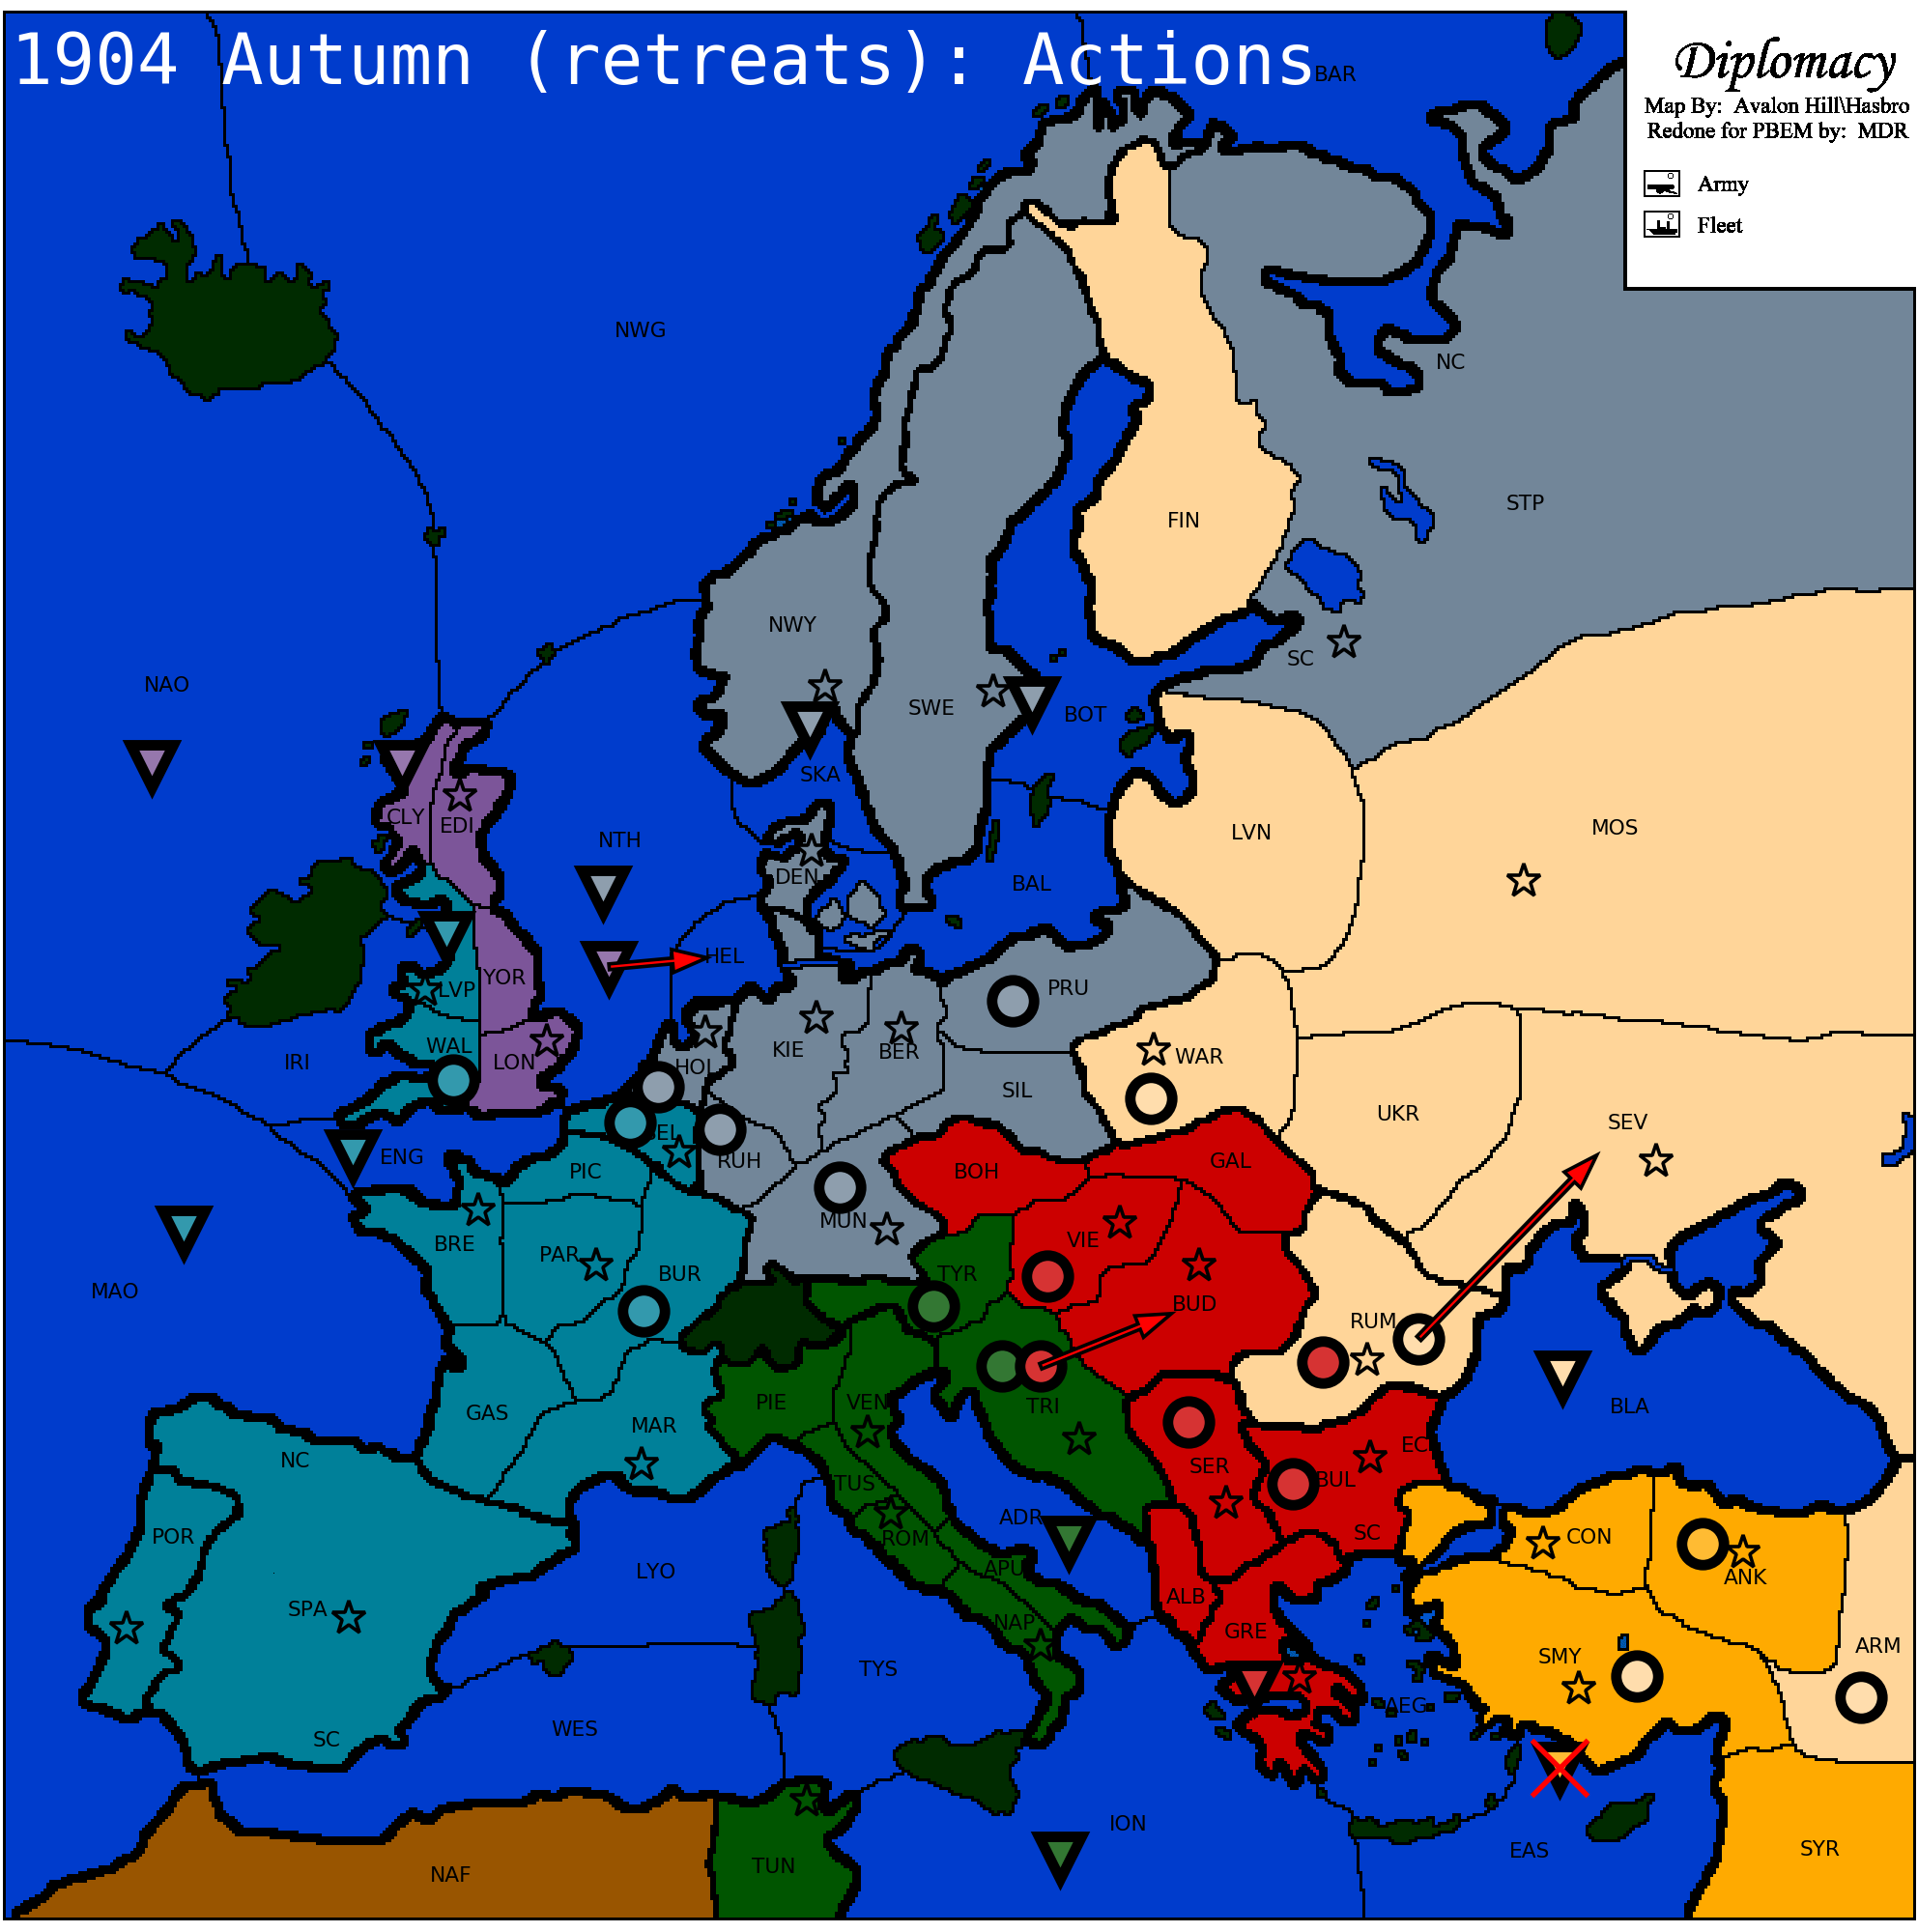 1904 Autumn (retreats): Actions
Diplomacy
Map By: Avalon Hill\Hasbro
Redone for PBEM by: MDR
Army
Fleet
BAR
NWG
NC
STP
FIN
NWY
SC
NAO
SWE
BOT
SKA
CLY
EDI
NTH
LVN
MOS
DEN
BAL
HEL
YOR
LVP
PRU
IRI
WAL
LON
HOL
KIE
BER
SIL
WAR
UKR
SEV
ENG
BEL
PIC
RUH
BOH
GAL
MUN
BRE
PAR
BUR
VIE
TYR
MAO
BUD
RUM
GAS
MAR
PIE
VEN
TRI
BLA
NC
TUS
SER
BUL
EC
POR
ADR
ROM
SC
CON
ANK
LYO
APU
ALB
SPA
NAP
GRE
TYS
SMY
ARM
AEG
WES
SC
ION
EAS
SYR
NAF
TUN